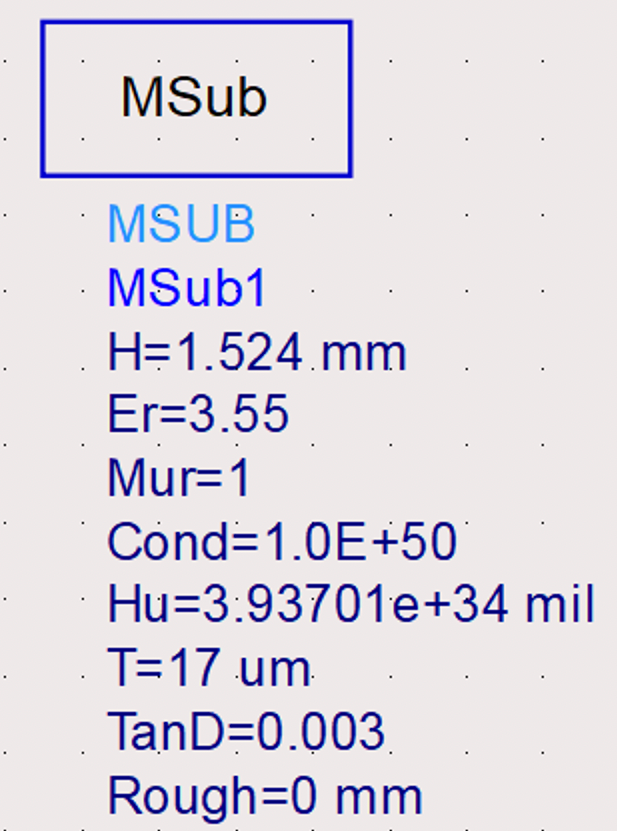 MSub
MSUB
MSub1
H=1.524 mm
Er=3.55
Mur=1
Cond=1.0E+50
Hu=3.93701e+34 mil
T=17 um
TanD=0.003
Rough=0 mm